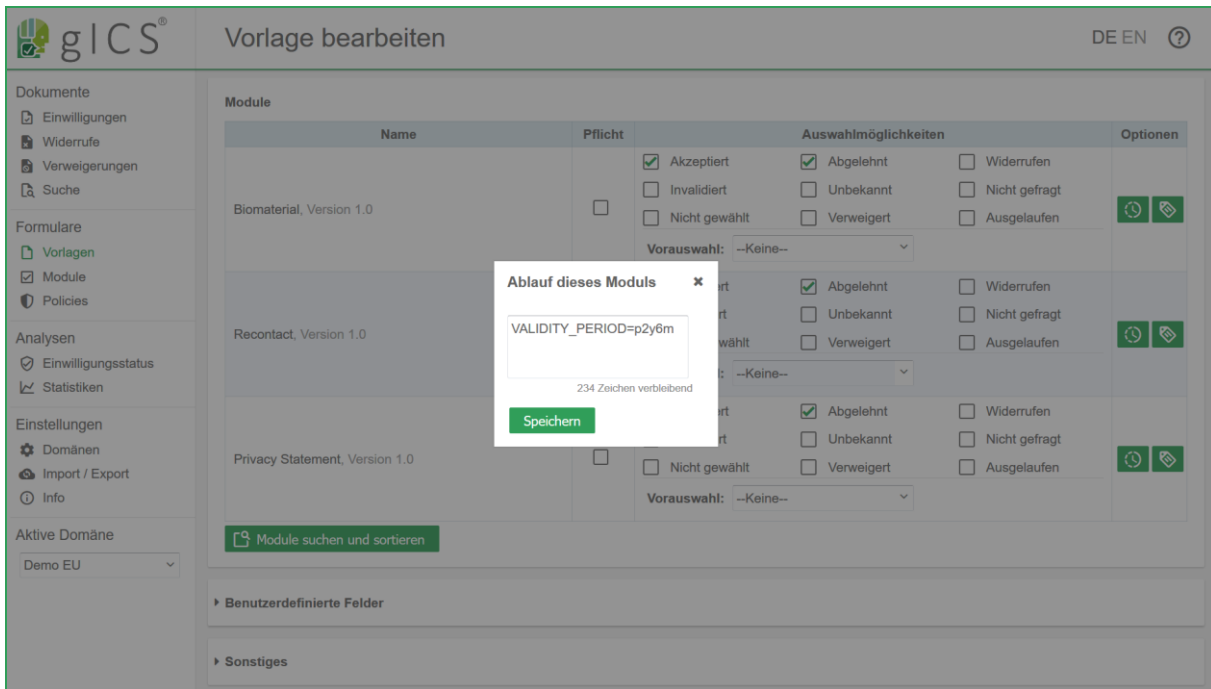 gICS®
Vorlage bearbeiten
DE EN
Dokumente
Einwilligungen
Widerrufe
Verweigerungen
Suche
Formulare
Vorlagen
Module
Policies
Analysen
Einwilligungsstatus
Statistiken
Einstellungen
Domänen
Import / Export
Info
Aktive Domäne
Demo EU
Module
Name Pflicht Auswahlmöglichkeiten Optionen
Biomaterial, Version 1.0
Akzeptiert Abgelehnt Widerrufen
Invalidiert Unbekannt Nicht gefragt
Nicht gewählt Verweigert Ausgelaufen
Vorauswahl: --Keine--
Recontact, Version 1.0
Abgelehnt Widerrufen
Unbekannt Nicht gefragt
Verweigert Ausgelaufen
--Keine--
Privacy Statement, Version 1.0
Abgelehnt Widerrufen
Unbekannt Nicht gefragt
Nicht gewählt Verweigert Ausgelaufen
Vorauswahl: --Keine--
Ablauf dieses Moduls
VALIDITY_PERIOD=p2y6m
234 Zeichen verbleibend
Speichern
Module suchen und sortieren
Benutzerdefinierte Felder
Sonstiges